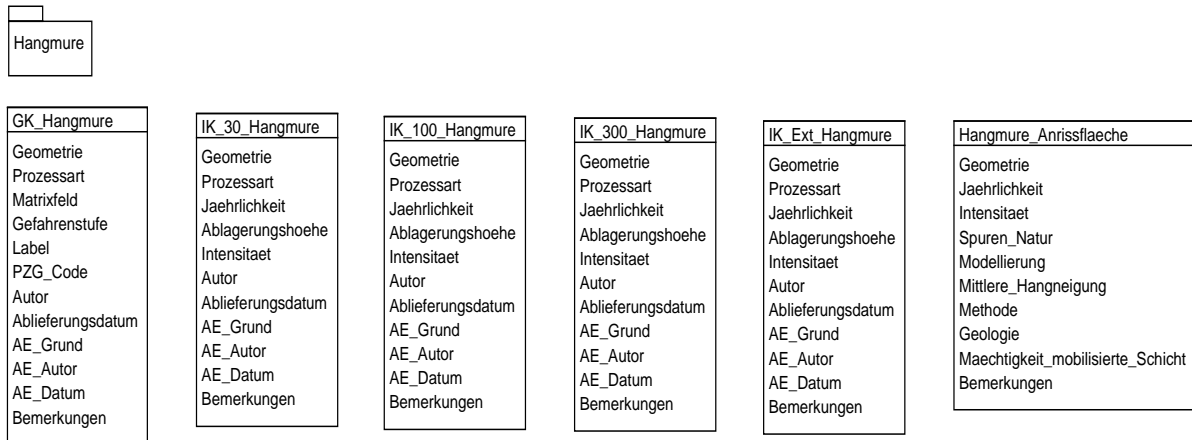 Hangmure
GK_Hangmure
Geometrie
Prozessart
Matrixfeld
Gefahrenstufe
Label
PZG_Code
Autor
Ablieferungsdatum
AE_Grund
AE_Autor
AE_Datum
Bemerkungen
IK_30_Hangmure
Geometrie
Prozessart
Jaehrlichkeit
Ablagerungshoehe
Intensitaet
Autor
Ablieferungsdatum
AE_Grund
AE_Autor
AE_Datum
Bemerkungen
IK_100_Hangmure
Geometrie
Prozessart
Jaehrlichkeit
Ablagerungshoehe
Intensitaet
Autor
Ablieferungsdatum
AE_Grund
AE_Autor
AE_Datum
Bemerkungen
IK_300_Hangmure
Geometrie
Prozessart
Jaehrlichkeit
Ablagerungshoehe
Intensitaet
Autor
Ablieferungsdatum
AE_Grund
AE_Autor
AE_Datum
Bemerkungen
IK_Ext_Hangmure
Geometrie
Prozessart
Jaehrlichkeit
Ablagerungshoehe
Intensitaet
Autor
Ablieferungsdatum
AE_Grund
AE_Autor
AE_Datum
Bemerkungen
Hangmure_Anrissflaeche
Geometrie
Jaehrlichkeit
Intensitaet
Spuren_Natur
Modellierung
Mittlere_Hangneigung
Methode
Geologie
Maechtigkeit_mobilisierte_Schicht
Bemerkungen